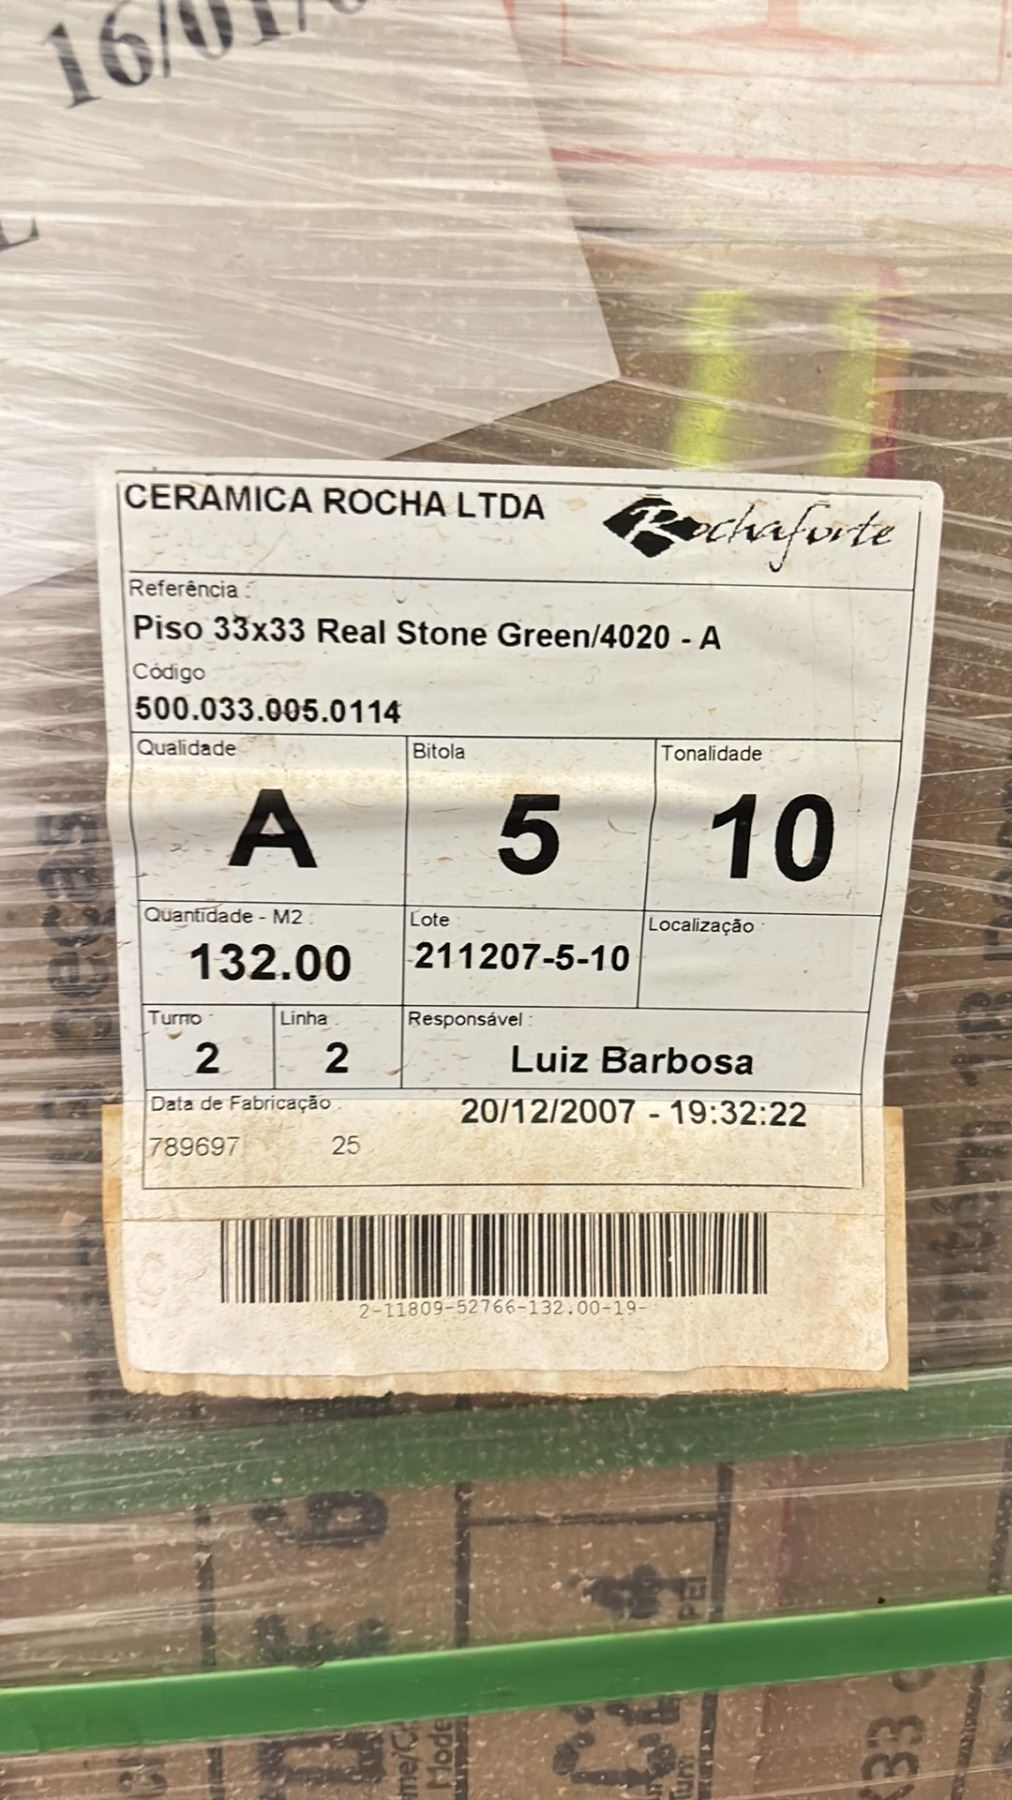 16/01/
CERAMICA ROCHA LTDA
Rochaforte
Referência :
Piso 33x33 Real Stone Green/4020 - A
Código
500.033.005.0114
Qualidade Bitola Tonalidade
A 5 10
Quantidade - M2 : Lote : Localização :
132.00 211207-5-10
Turno : Linha : Responsável :
2 2 Luiz Barbosa
Data de Fabricação : 20/12/2007 - 19:32:22
789697 25
2-11809-52766-132.00-19-